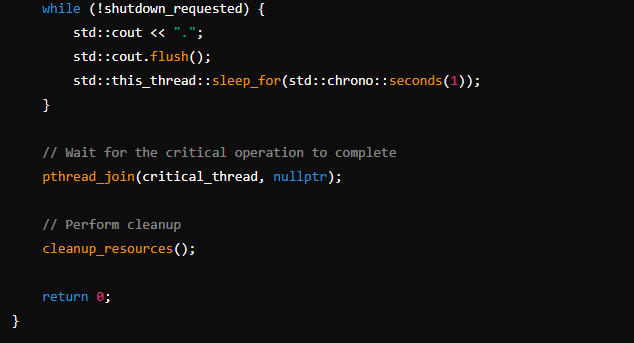 while (!shutdown_requested) {
std::cout << ".";
std::cout.flush();
std::this_thread::sleep_for(std::chrono::seconds(1));
}
// Wait for the critical operation to complete
pthread_join(critical_thread, nullptr);
// Perform cleanup
cleanup_resources();
return 0;
}